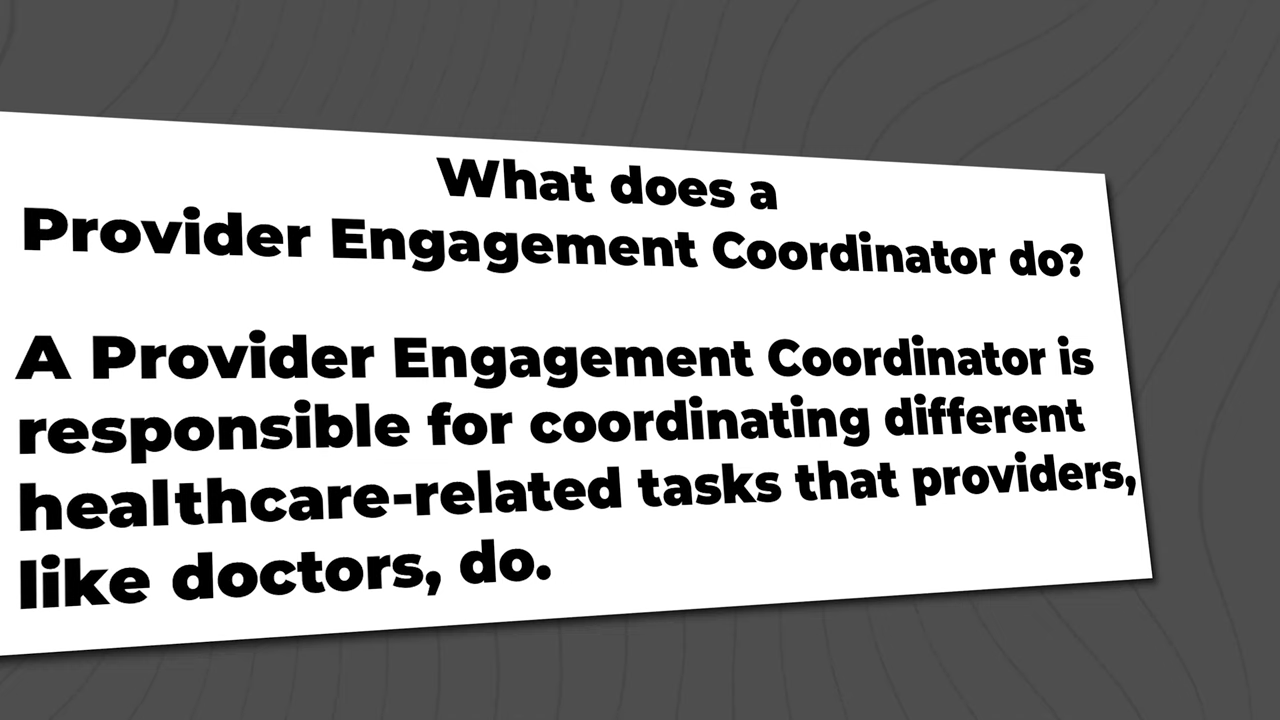 What does a
Provider Engagement Coordinator do?
A Provider Engagement Coordinator is
responsible for coordinating different
healthcare-related tasks that providers,
like doctors, do.